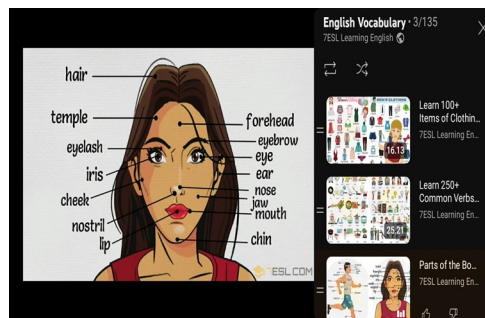 hair
temple
forehead
eyelash
eyebrow
eye
iris
ear
cheek
nose
jaw
nostril
mouth
lip
chin
7ESL.COM
English Vocabulary · 3/135
7ESL Learning English
Learn 100+
Items of Clothin...
7ESL Learning En...
16.13
Learn 250+
Common Verbs...
7ESL Learning En...
25.21
Parts of the Bo...
7ESL Learning En...